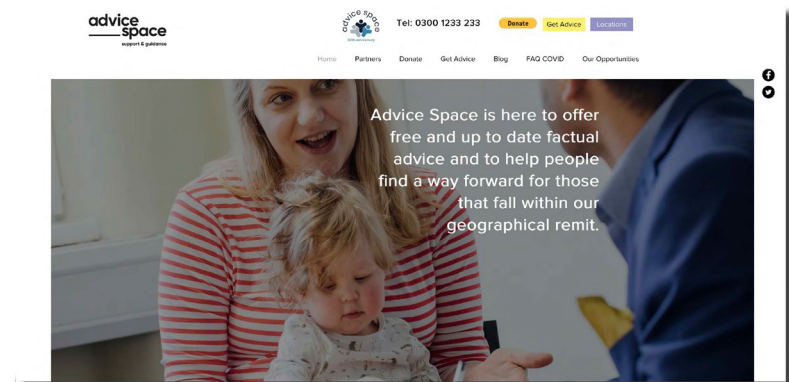 advice
space
support & guidance
advice space
Tel: 0300 1233 233
Donate
Get Advice
Locations
Home
Partners
Donate
Get Advice
Blog
FAQ COVID
Our Opportunities
Advice Space is here to offer
free and up to date factual
advice and to help people
find a way forward for those
that fall within our
geographical remit.